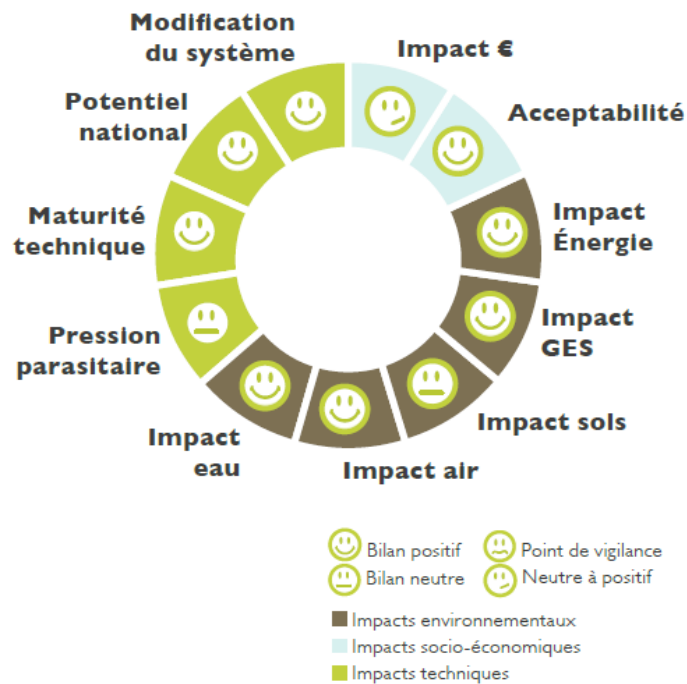 Modification
du système
Impact €
Potentiel
national
Acceptabilité
Maturité
technique
Impact
Énergie
Pression
parasitaire
Impact
GES
Impact
eau
Impact sols
Impact air
Bilan positif
Point de vigilance
Bilan neutre
Neutre à positif
Impacts environnementaux
Impacts socio-économiques
Impacts techniques